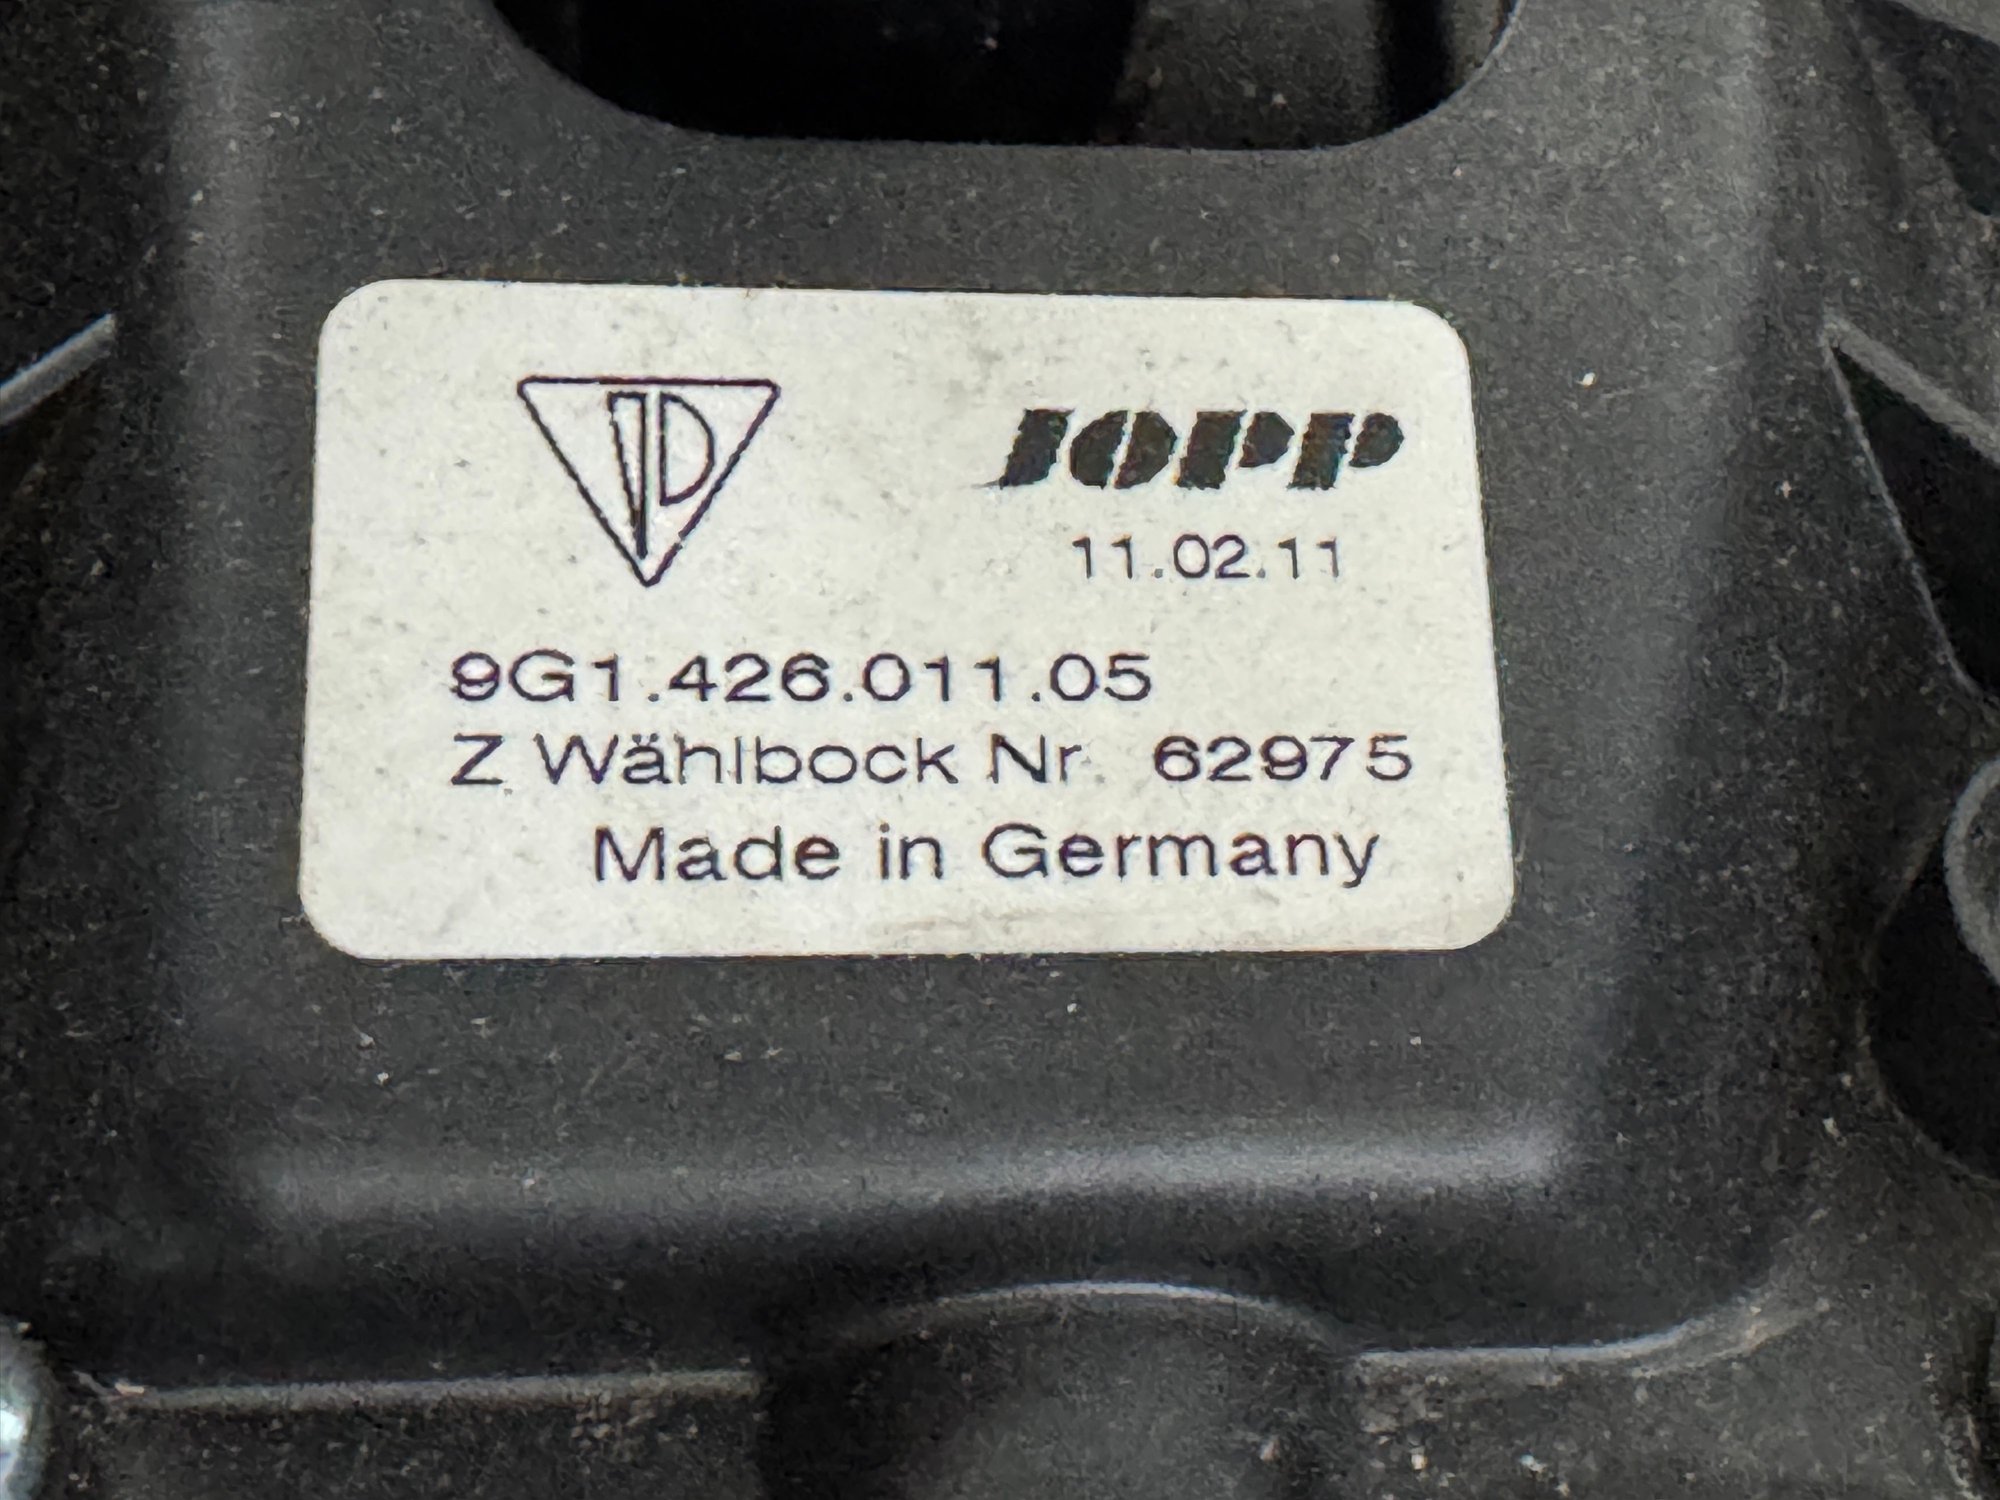 JOPP
11.02.11
9G1.426.011.05
Z Wählbock Nr. 62975
Made in Germany